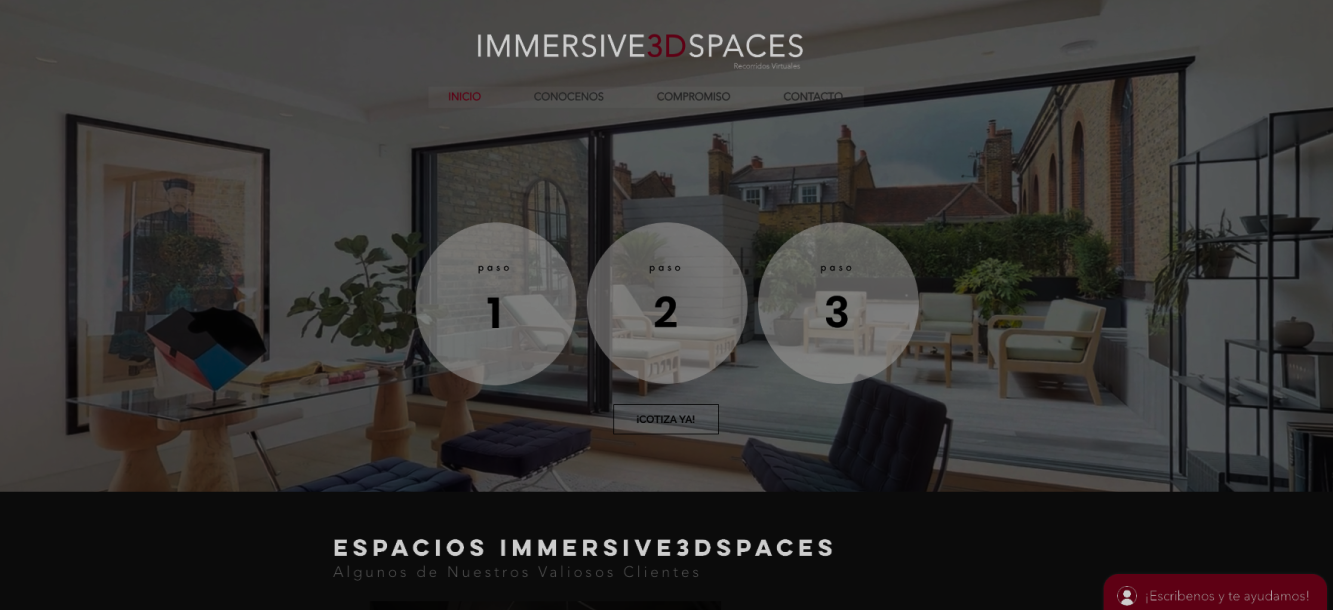 IMMERSIVE3DSPACES
Recorridos Virtuales
INICIO CONOCENOS COMPROMISO CONTACTO
paso paso paso
1 2 3
¡COTIZA YA!
ESPACIOS IMMERSIVE3DSPACES
Algunos de Nuestros Valiosos Clientes
¡Escríbenos y te ayudamos!